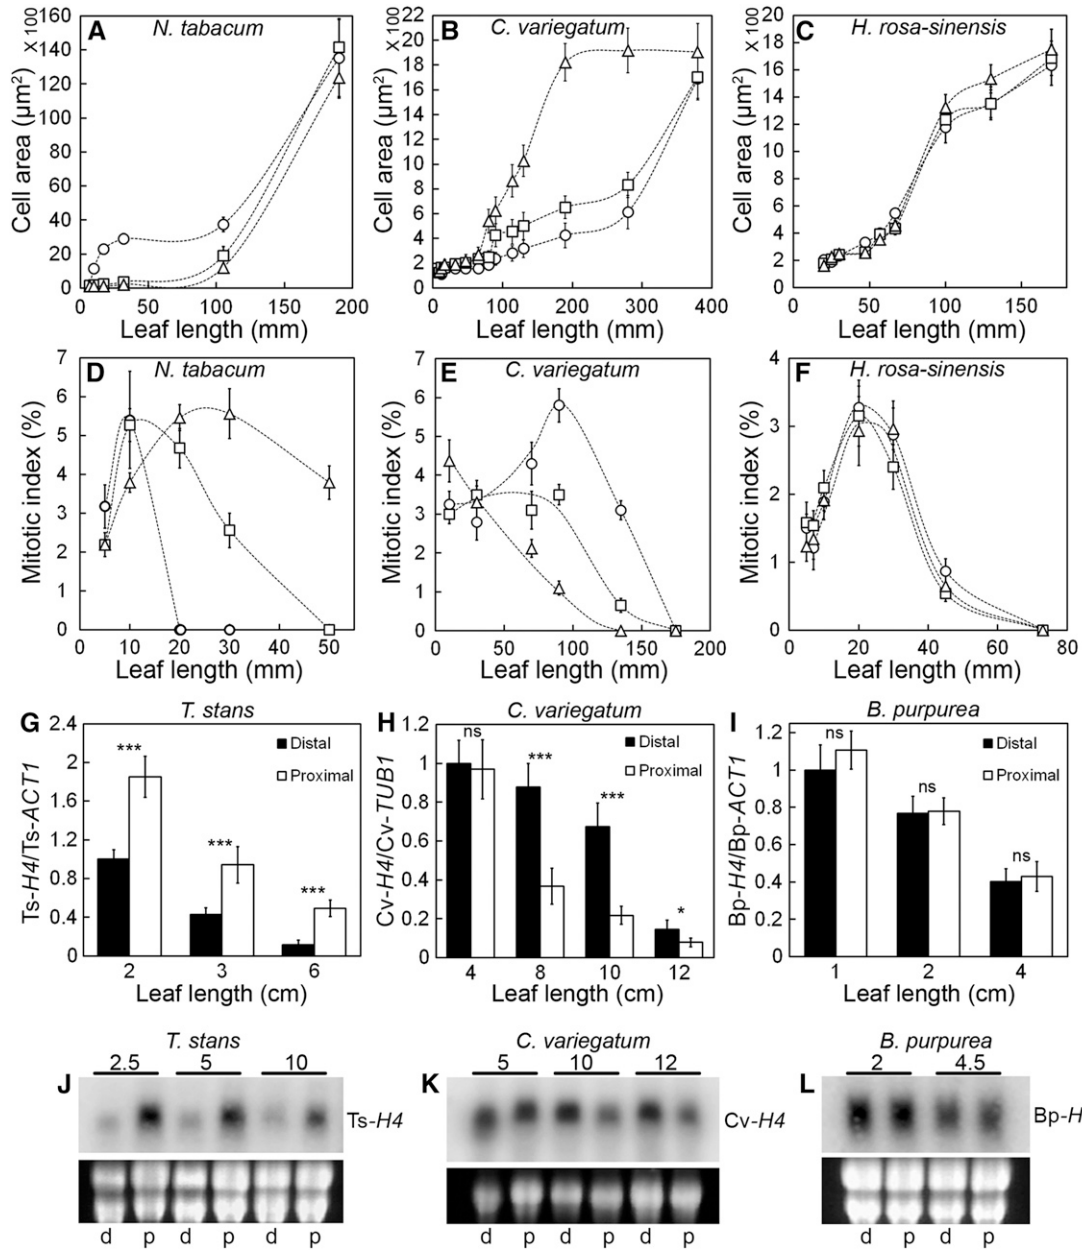 A N. tabacum
X 100
Cell area (µm²)
160
140
120
100
80
60
40
20
0
0 50 100 150 200
Leaf length (mm)
B C. variegatum
X 100
Cell area (µm²)
22
20
18
16
14
12
10
8
6
4
2
0
0 100 200 300 400
Leaf length (mm)
C H. rosa-sinensis
X 100
Cell area (µm²)
20
18
16
14
12
10
8
6
4
2
0
0 50 100 150
Leaf length (mm)
D N. tabacum
Mitotic index (%)
7
6
5
4
3
2
1
0
0 10 20 30 40 50
Leaf length (mm)
E C. variegatum
Mitotic index (%)
7
6
5
4
3
2
1
0
0 50 100 150 200
Leaf length (mm)
F H. rosa-sinensis
Mitotic index (%)
4
3
2
1
0
0 20 40 60 80
Leaf length (mm)
G T. stans
Ts-H4/Ts-ACT1
2.4
2
1.6
1.2
0.8
0.4
0
***
***
***
Distal
Proximal
2 3 6
Leaf length (cm)
H C. variegatum
Cv-H4/Cv-TUB1
1.2
1
0.8
0.6
0.4
0.2
0
ns
***
***
*
Distal
Proximal
4 8 10 12
Leaf length (cm)
I B. purpurea
Bp-H4/Bp-ACT1
1.2
1
0.8
0.6
0.4
0.2
0
ns
ns
ns
Distal
Proximal
1 2 4
Leaf length (cm)
T. stans
2.5 5 10
J
Ts-H4
d p d p d p
C. variegatum
5 10 12
K
Cv-H4
d p d p d p
B. purpurea
2 4.5
L
Bp-H
d p d p